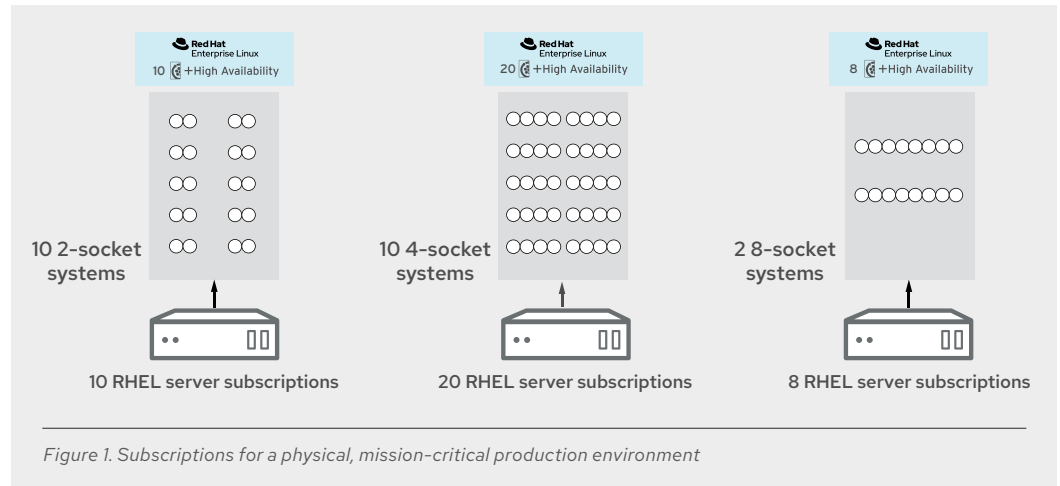 Red Hat
Enterprise Linux
10 +High Availability
10 2-socket
systems
10 RHEL server subscriptions
Red Hat
Enterprise Linux
20 +High Availability
10 4-socket
systems
20 RHEL server subscriptions
Red Hat
Enterprise Linux
8 +High Availability
2 8-socket
systems
8 RHEL server subscriptions
Figure 1. Subscriptions for a physical, mission-critical production environment